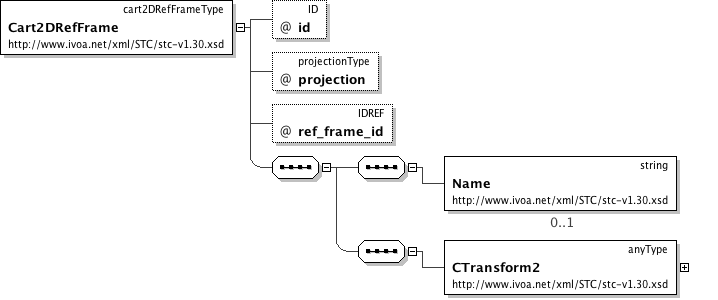 cart2DRefFrameType
Cart2DRefFrame
http://www.ivoa.net/xml/STC/stc-v1.30.xsd
ID
@ id
projectionType
@ projection
IDREF
@ ref_frame_id
string
Name
http://www.ivoa.net/xml/STC/stc-v1.30.xsd
0..1
anyType
CTransform2
http://www.ivoa.net/xml/STC/stc-v1.30.xsd